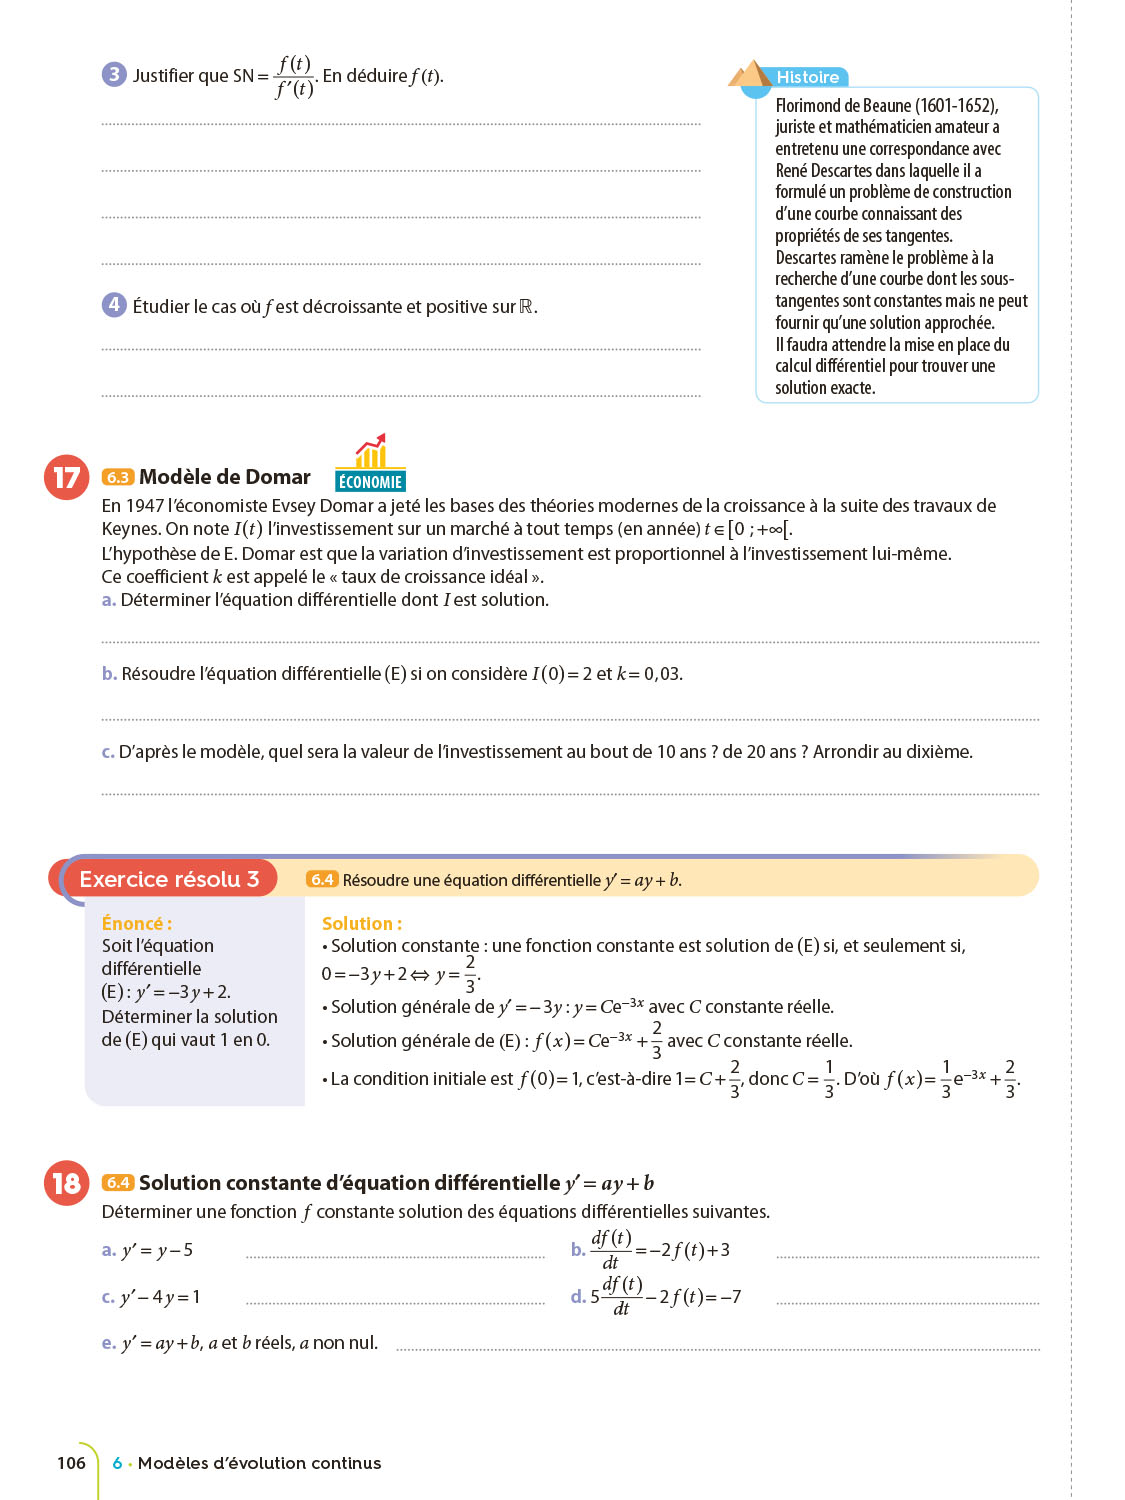 3 Justifier que SN = f(t)/f′(t). En déduire f(t).
4 Étudier le cas où f est décroissante et positive sur ℝ.
Histoire
Florimond de Beaune (1601-1652),
juriste et mathématicien amateur a
entretenu une correspondance avec
René Descartes dans laquelle il a
formulé un problème de construction
d’une courbe connaissant des
propriétés de ses tangentes.
Descartes ramène le problème à la
recherche d’une courbe dont les sous-
tangentes sont constantes mais ne peut
fournir qu’une solution approchée.
Il faudra attendre la mise en place du
calcul différentiel pour trouver une
solution exacte.
17 6.3 Modèle de Domar ÉCONOMIE
En 1947 l’économiste Evsey Domar a jeté les bases des théories modernes de la croissance à la suite des travaux de
Keynes. On note I(t) l’investissement sur un marché à tout temps (en année) t ∈ [0 ; +∞[.
L’hypothèse de E. Domar est que la variation d’investissement est proportionnel à l’investissement lui-même.
Ce coefficient k est appelé le « taux de croissance idéal ».
a. Déterminer l’équation différentielle dont I est solution.
b. Résoudre l’équation différentielle (E) si on considère I(0) = 2 et k = 0,03.
c. D’après le modèle, quel sera la valeur de l’investissement au bout de 10 ans ? de 20 ans ? Arrondir au dixième.
Exercice résolu 3 6.4 Résoudre une équation différentielle y′ = ay + b.
Énoncé :
Soit l’équation
différentielle
(E) : y′ = −3y + 2.
Déterminer la solution
de (E) qui vaut 1 en 0.
Solution :
• Solution constante : une fonction constante est solution de (E) si, et seulement si,
0 = −3y + 2 ⇔ y = 2/3.
• Solution générale de y′ = −3y : y = Ce⁻³ˣ avec C constante réelle.
• Solution générale de (E) : f(x) = Ce⁻³ˣ + 2/3 avec C constante réelle.
• La condition initiale est f(0) = 1, c’est-à-dire 1 = C + 2/3, donc C = 1/3. D’où f(x) = 1/3 e⁻³ˣ + 2/3.
18 6.4 Solution constante d’équation différentielle y′ = ay + b
Déterminer une fonction f constante solution des équations différentielles suivantes.
a. y′ = y − 5 b. df(t)/dt = −2f(t) + 3
c. y′ − 4y = 1 d. 5 df(t)/dt − 2f(t) = −7
e. y′ = ay + b, a et b réels, a non nul.
106 6 • Modèles d’évolution continus